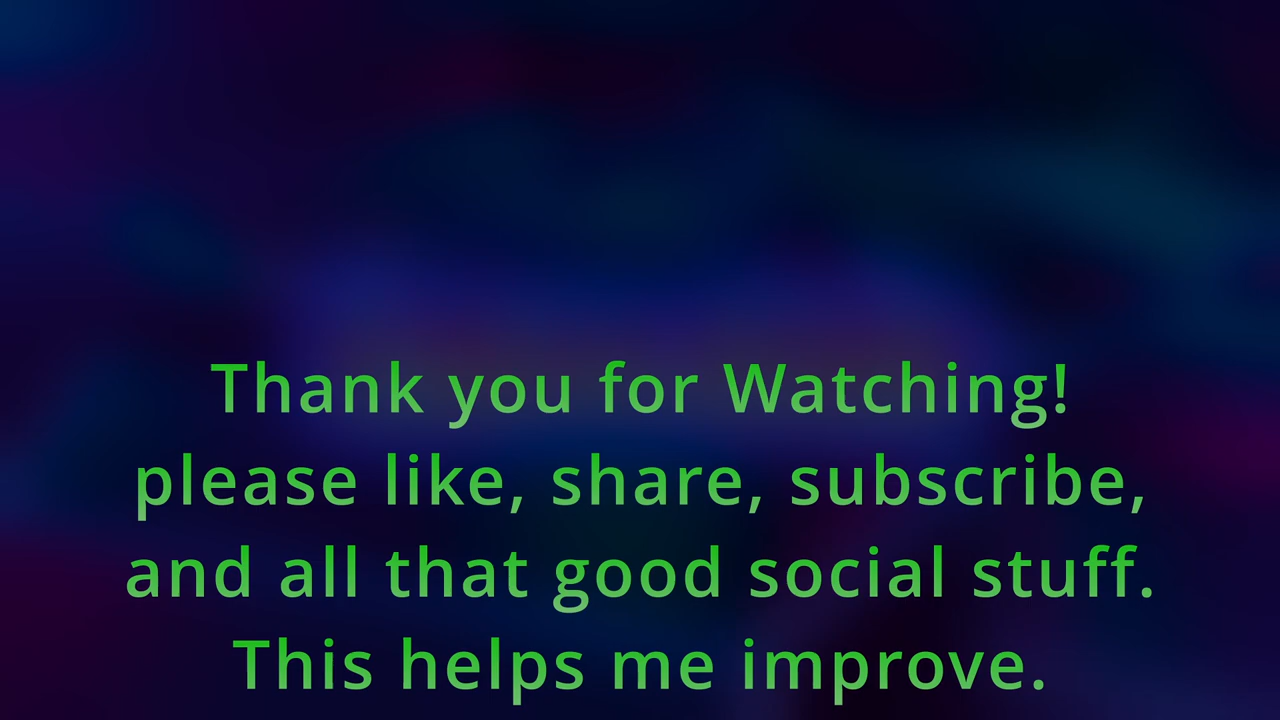 Thank you for Watching!
please like, share, subscribe,
and all that good social stuff.
This helps me improve.